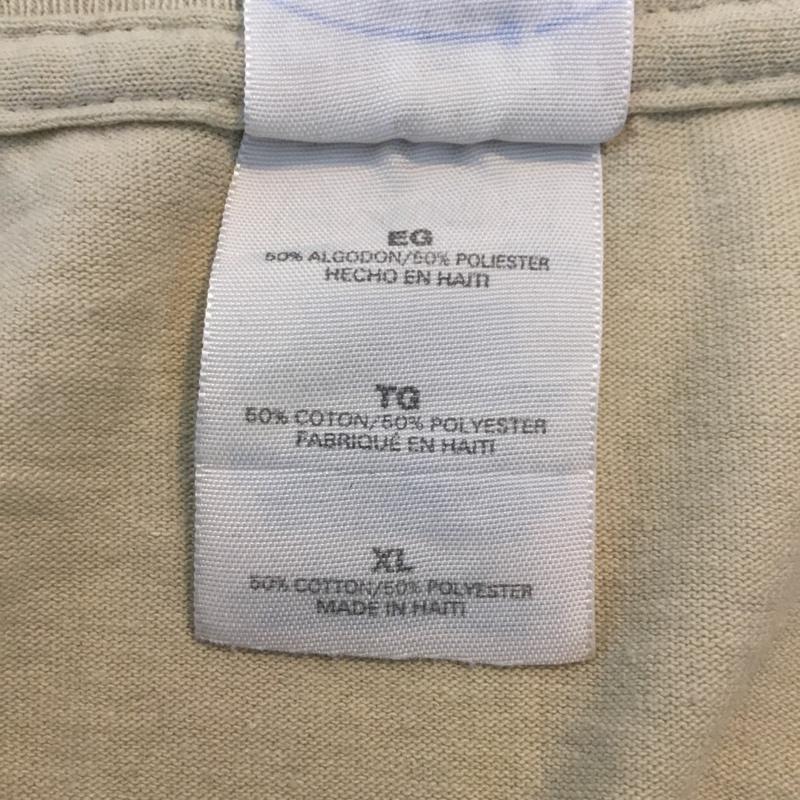 EG
50% ALGODON/50% POLIESTER
HECHO EN HAITI
TG
50% COTON/50% POLYESTER
FABRIQUÉ EN HAITI
XL
50% COTTON/50% POLYESTER
MADE IN HAITI